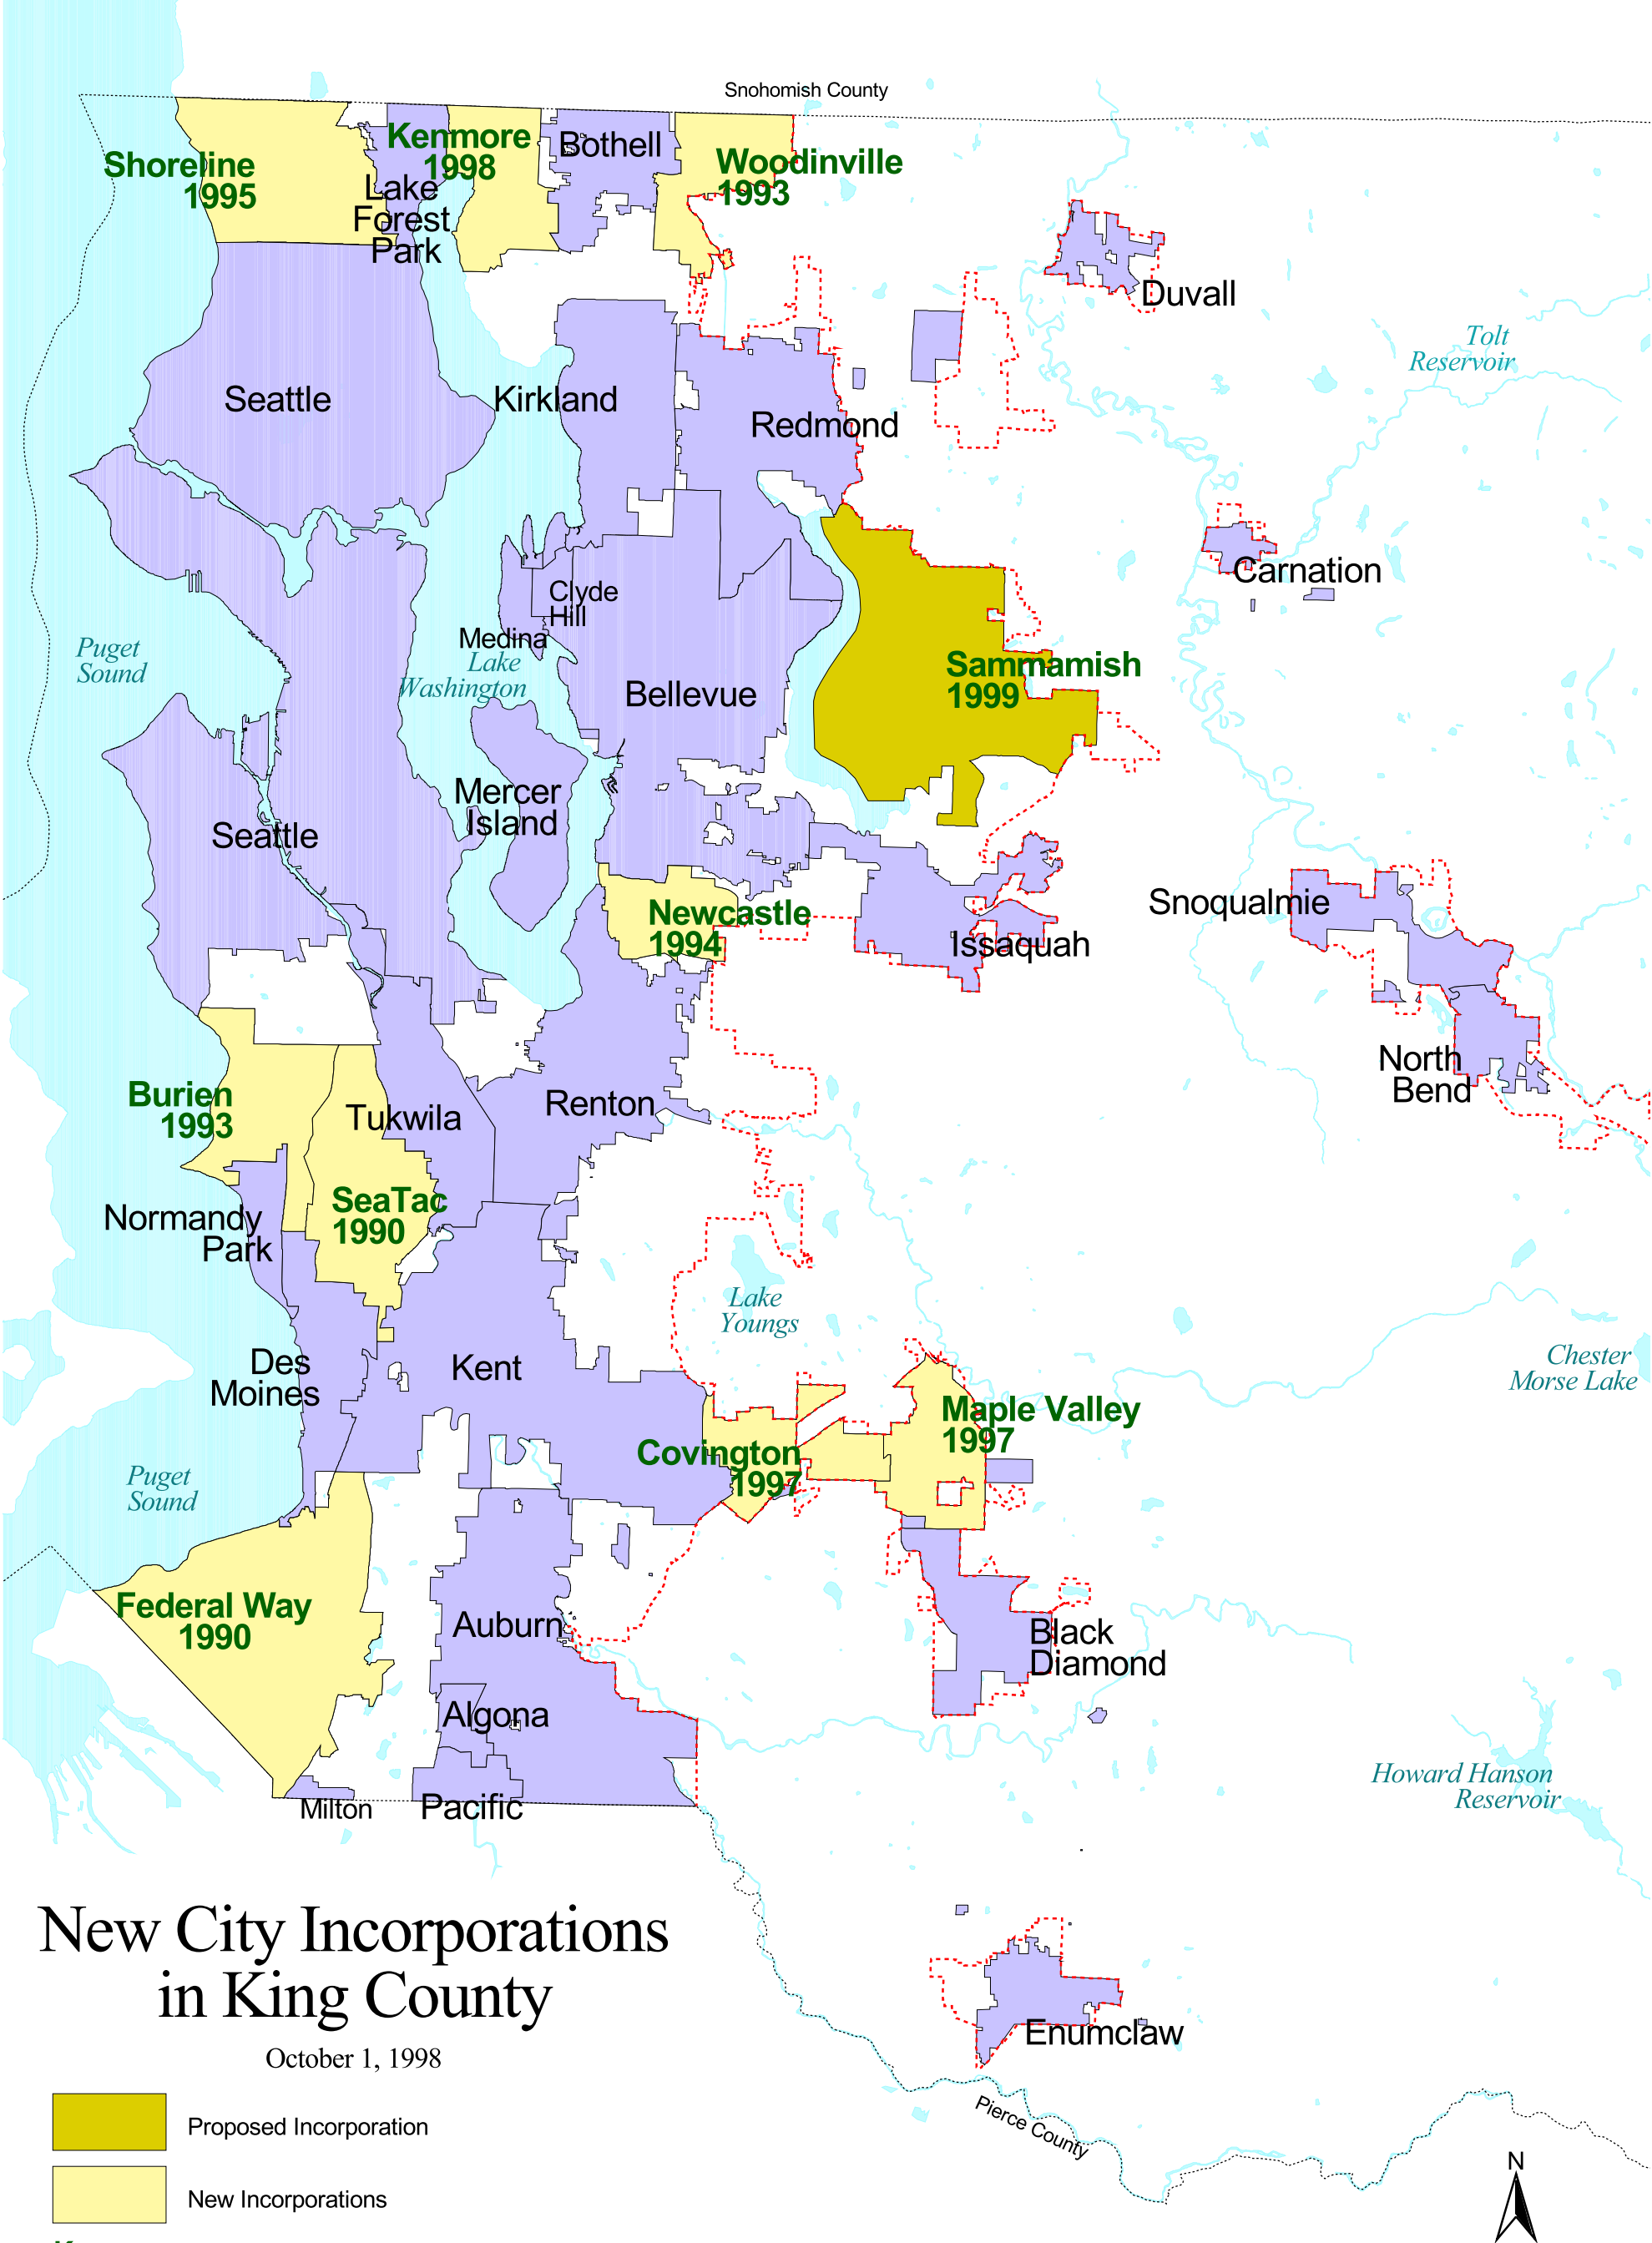 Snohomish County
Shoreline
1995
Kenmore
1998
Lake
Forest
Park
Bothell
Woodinville
1993
Duvall
Tolt
Reservoir
Seattle
Kirkland
Redmond
Carnation
Clyde
Hill
Medina
Lake
Washington
Puget
Sound
Bellevue
Sammamish
1999
Mercer
Island
Seattle
Newcastle
1994
Issaquah
Snoqualmie
North
Bend
Burien
1993
Tukwila
Renton
SeaTac
1990
Normandy
Park
Lake
Youngs
Des
Moines
Kent
Chester
Morse Lake
Maple Valley
1997
Covington
1997
Puget
Sound
Federal Way
1990
Auburn
Black
Diamond
Algona
Howard Hanson
Reservoir
Milton
Pacific
New City Incorporations
in King County
October 1, 1998
Enumclaw
Pierce County
Proposed Incorporation
New Incorporations
N